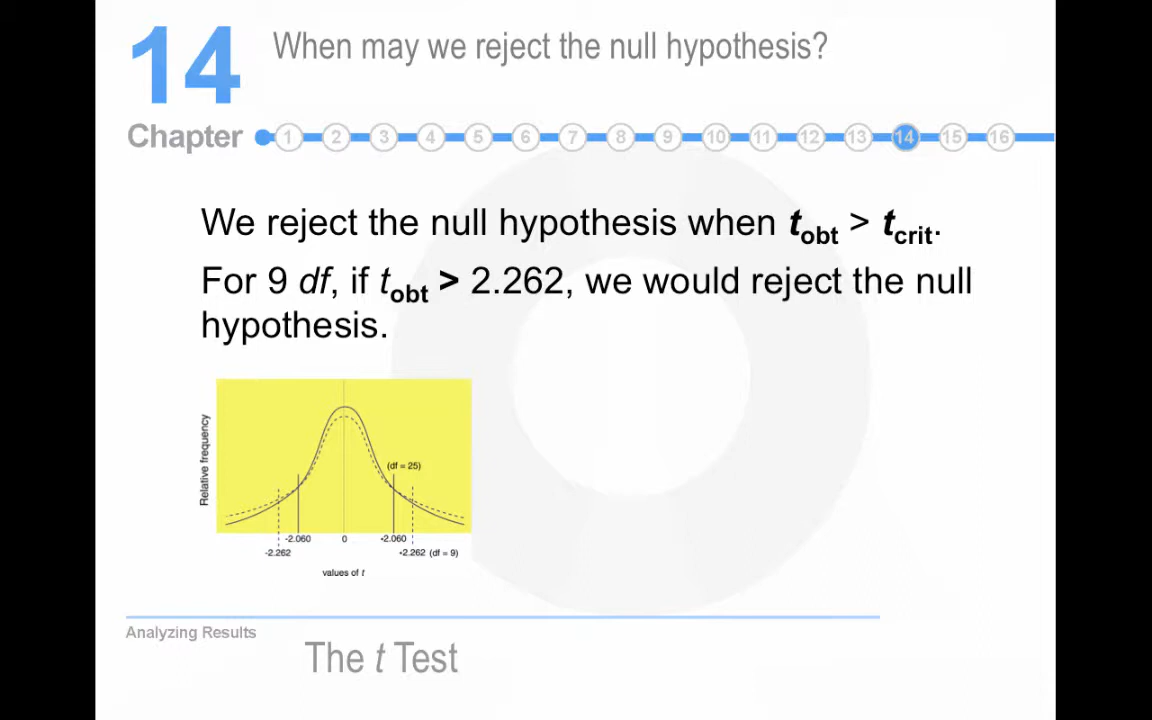 14
When may we reject the null hypothesis?
Chapter
1 2 3 4 5 6 7 8 9 10 11 12 13 14 15 16
We reject the null hypothesis when tobt > tcrit.
For 9 df, if tobt > 2.262, we would reject the null
hypothesis.
Relative frequency
(df = 25)
-2.060 0 +2.060
-2.262 +2.262 (df = 9)
values of t
Analyzing Results
The t Test